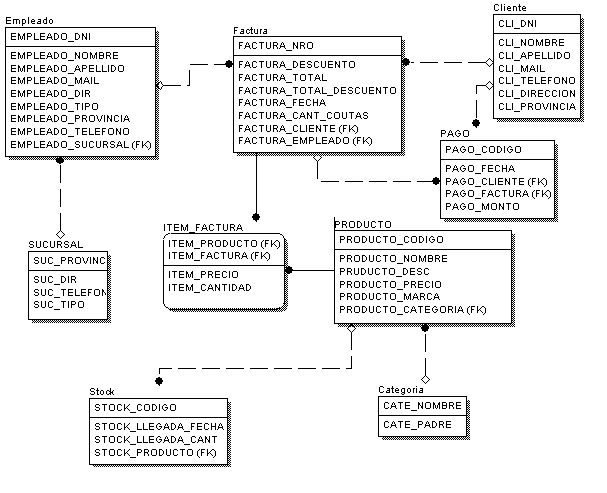 Empleado
EMPLEADO_DNI
EMPLEADO_NOMBRE
EMPLEADO_APELLIDO
EMPLEADO_MAIL
EMPLEADO_DIR
EMPLEADO_TIPO
EMPLEADO_PROVINCIA
EMPLEADO_TELEFONO
EMPLEADO_SUCURSAL (FK)
Factura
FACTURA_NRO
FACTURA_DESCUENTO
FACTURA_TOTAL
FACTURA_TOTAL_DESCUENTO
FACTURA_FECHA
FACTURA_CANT_COUTAS
FACTURA_CLIENTE (FK)
FACTURA_EMPLEADO (FK)
Cliente
CLI_DNI
CLI_NOMBRE
CLI_APELLIDO
CLI_MAIL
CLI_TELEFONO
CLI_DIRECCION
CLI_PROVINCIA
PAGO
PAGO_CODIGO
PAGO_FECHA
PAGO_CLIENTE (FK)
PAGO_FACTURA (FK)
PAGO_MONTO
SUCURSAL
SUC_PROVINC
SUC_DIR
SUC_TELEFON
SUC_TIPO
ITEM_FACTURA
ITEM_PRODUCTO (FK)
ITEM_FACTURA (FK)
ITEM_PRECIO
ITEM_CANTIDAD
PRODUCTO
PRODUCTO_CODIGO
PRODUCTO_NOMBRE
PRUDUCTO_DESC
PRODUCTO_PRECIO
PRODUCTO_MARCA
PRODUCTO_CATEGORIA (FK)
Stock
STOCK_CODIGO
STOCK_LLEGADA_FECHA
STOCK_LLEGADA_CANT
STOCK_PRODUCTO (FK)
Categoria
CATE_NOMBRE
CATE_PADRE